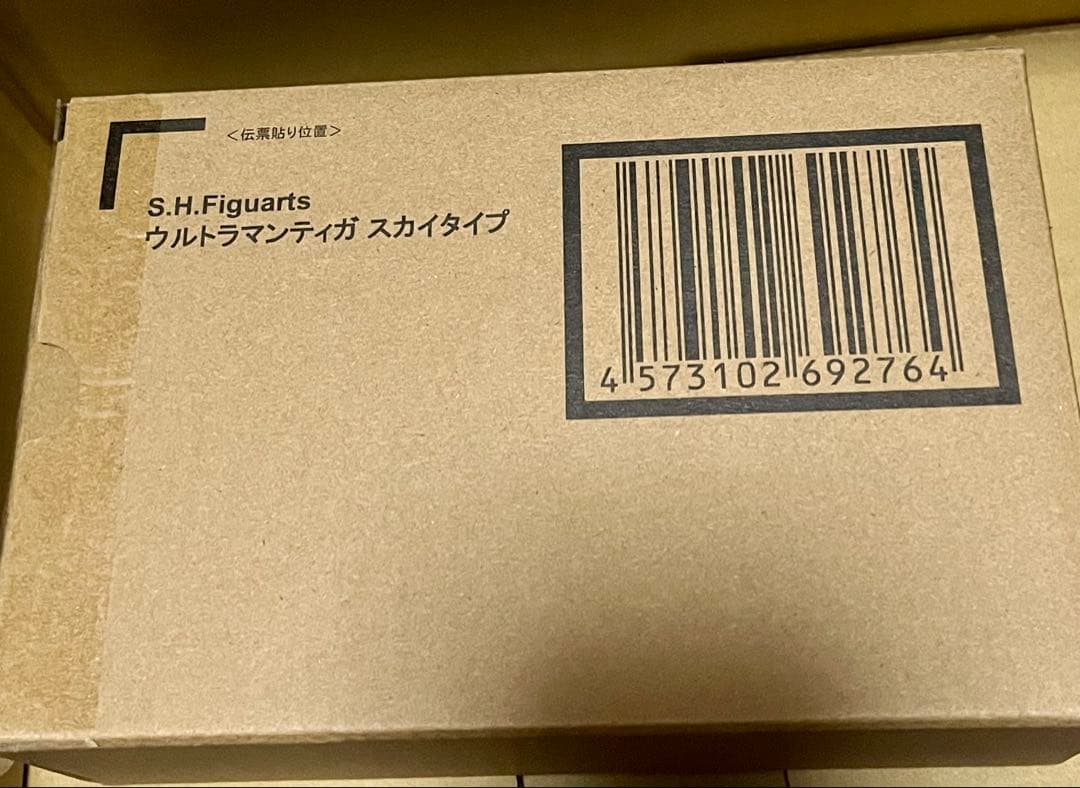 <伝票貼り位置>
S.H.Figuarts
ウルトラマンティガ スカイタイプ
4 573102 692764